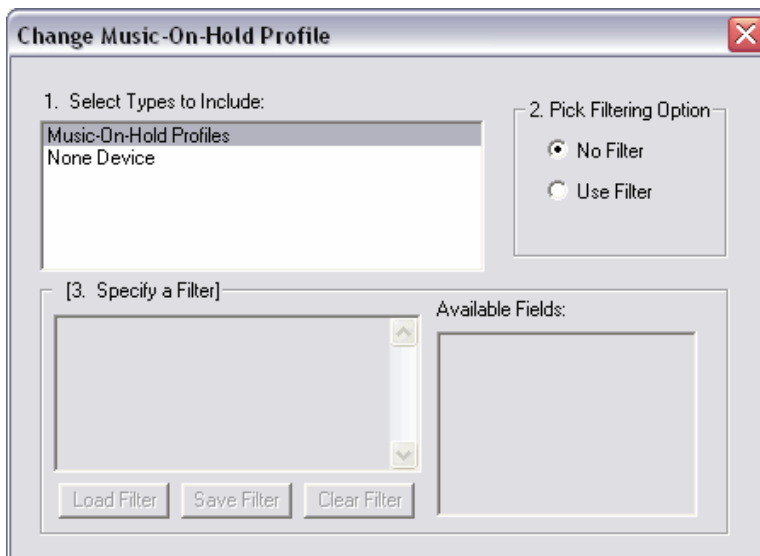 Change Music-On-Hold Profile
1. Select Types to Include:
Music-On-Hold Profiles
None Device
2. Pick Filtering Option
No Filter
Use Filter
[3. Specify a Filter]
Available Fields:
Load Filter
Save Filter
Clear Filter